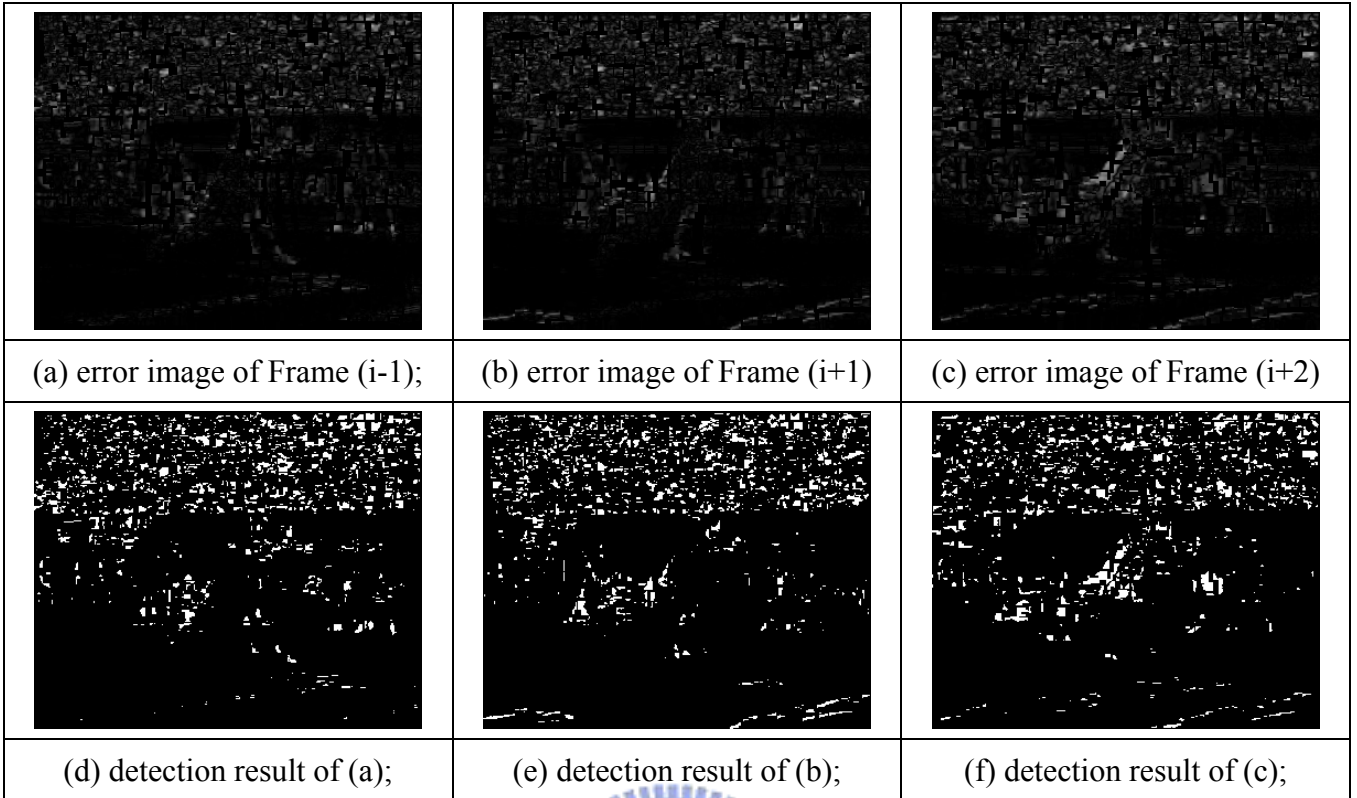 (a) error image of Frame (i-1);
(b) error image of Frame (i+1)
(c) error image of Frame (i+2)
(d) detection result of (a);
(e) detection result of (b);
(f) detection result of (c);